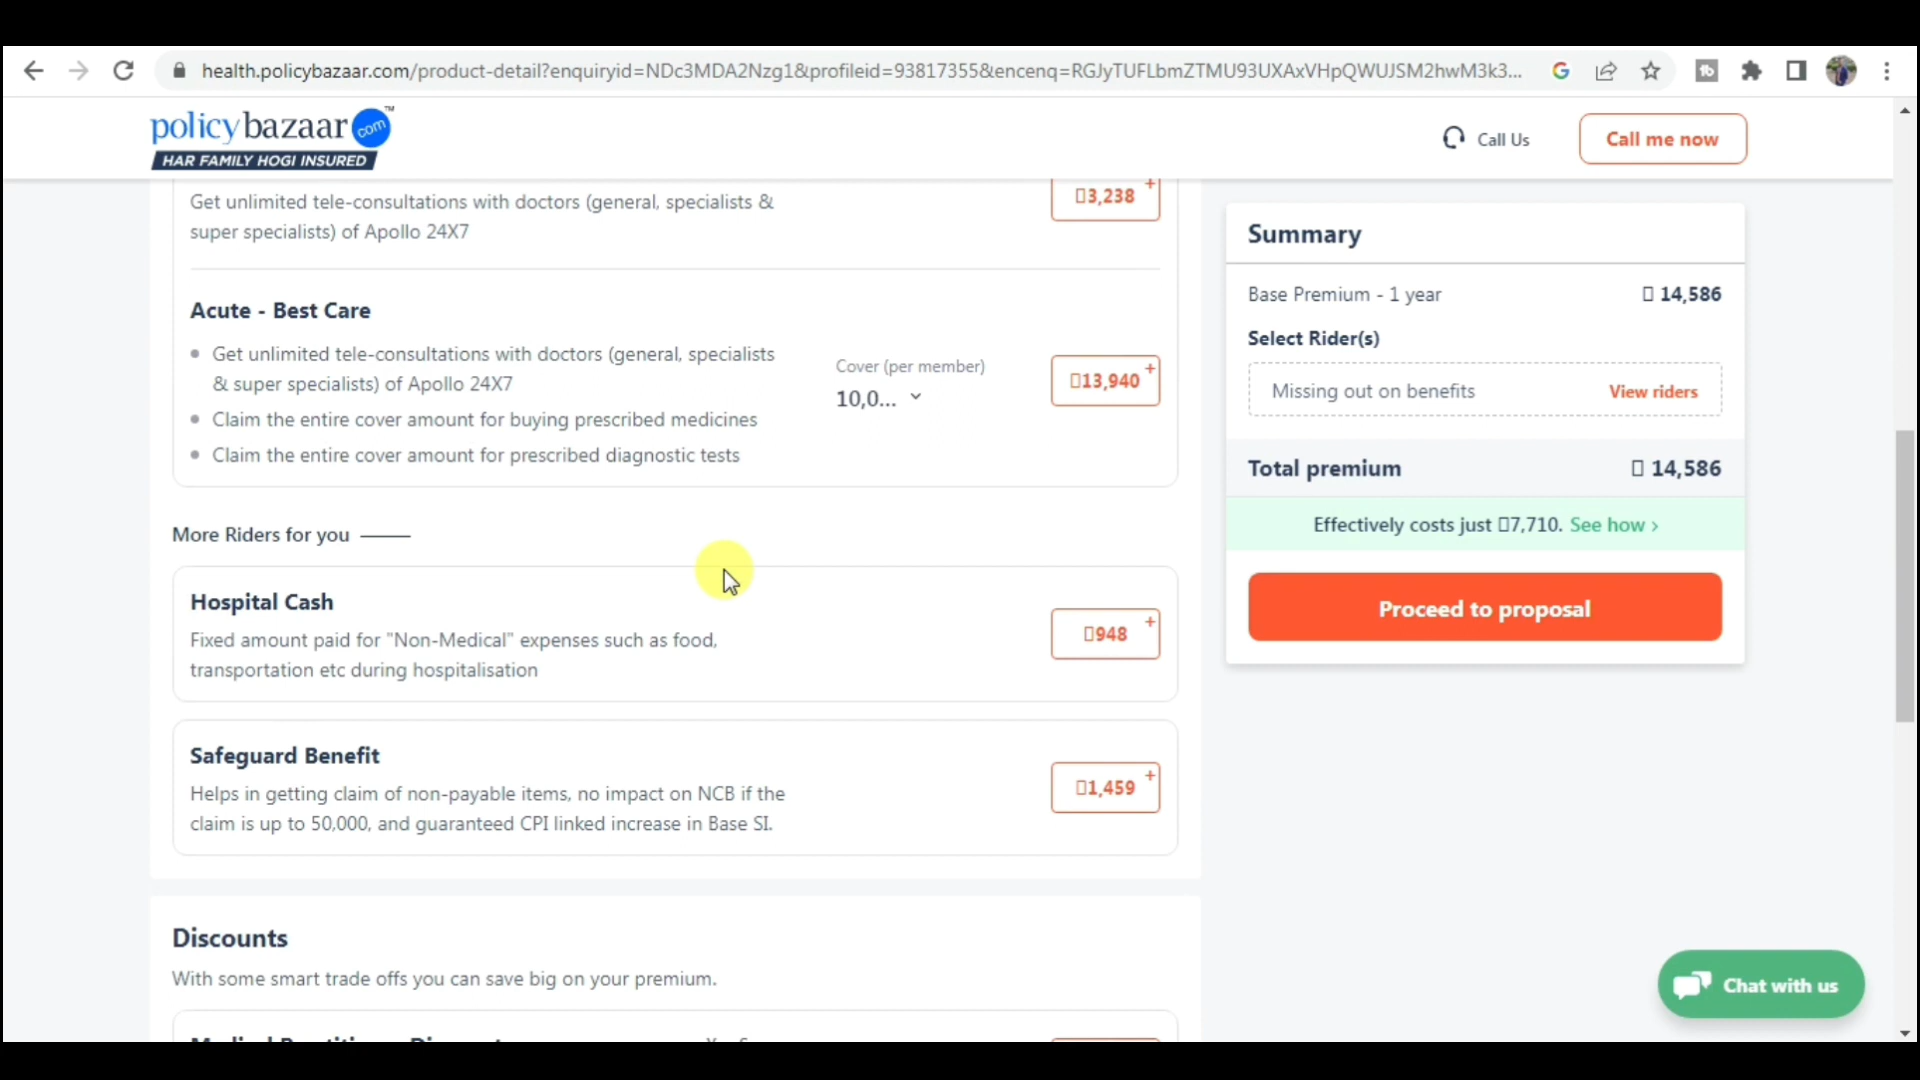 health.policybazaar.com/product-detail?enquiryid=NDc3MDA2Nzg1&profileid=93817355&encenq=RGJyTUFLbmZTMU93UXAxVHpQWUJSM2hwM3k3...
policybazaar com ™
HAR FAMILY HOGI INSURED
Call Us
Call me now
Get unlimited tele-consultations with doctors (general, specialists &
super specialists) of Apollo 24X7
▯3,238 +
Acute - Best Care
Get unlimited tele-consultations with doctors (general, specialists
& super specialists) of Apollo 24X7
Claim the entire cover amount for buying prescribed medicines
Claim the entire cover amount for prescribed diagnostic tests
Cover (per member)
10,0...
▯13,940 +
More Riders for you
Hospital Cash
Fixed amount paid for "Non-Medical" expenses such as food,
transportation etc during hospitalisation
▯948 +
Safeguard Benefit
Helps in getting claim of non-payable items, no impact on NCB if the
claim is up to 50,000, and guaranteed CPI linked increase in Base SI.
▯1,459 +
Discounts
With some smart trade offs you can save big on your premium.
Summary
Base Premium - 1 year ▯ 14,586
Select Rider(s)
Missing out on benefits View riders
Total premium ▯ 14,586
Effectively costs just ▯7,710. See how ›
Proceed to proposal
Chat with us